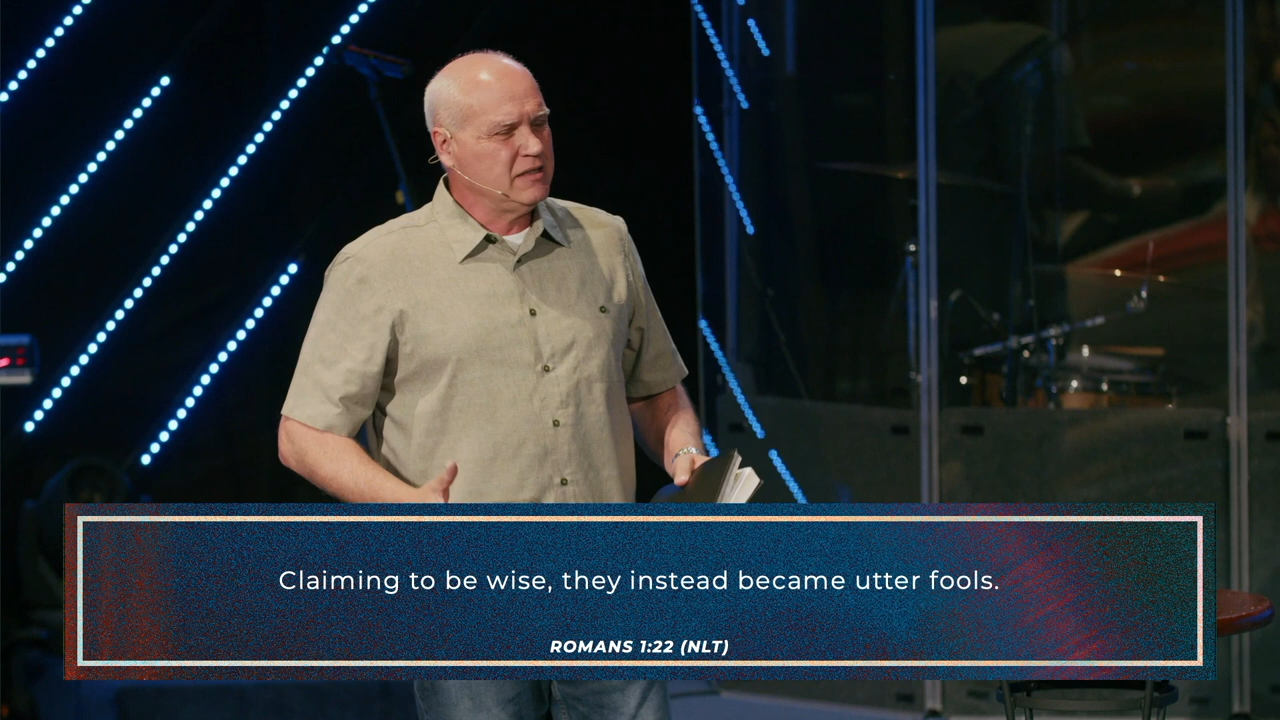 Claiming to be wise, they instead became utter fools.
ROMANS 1:22 (NLT)